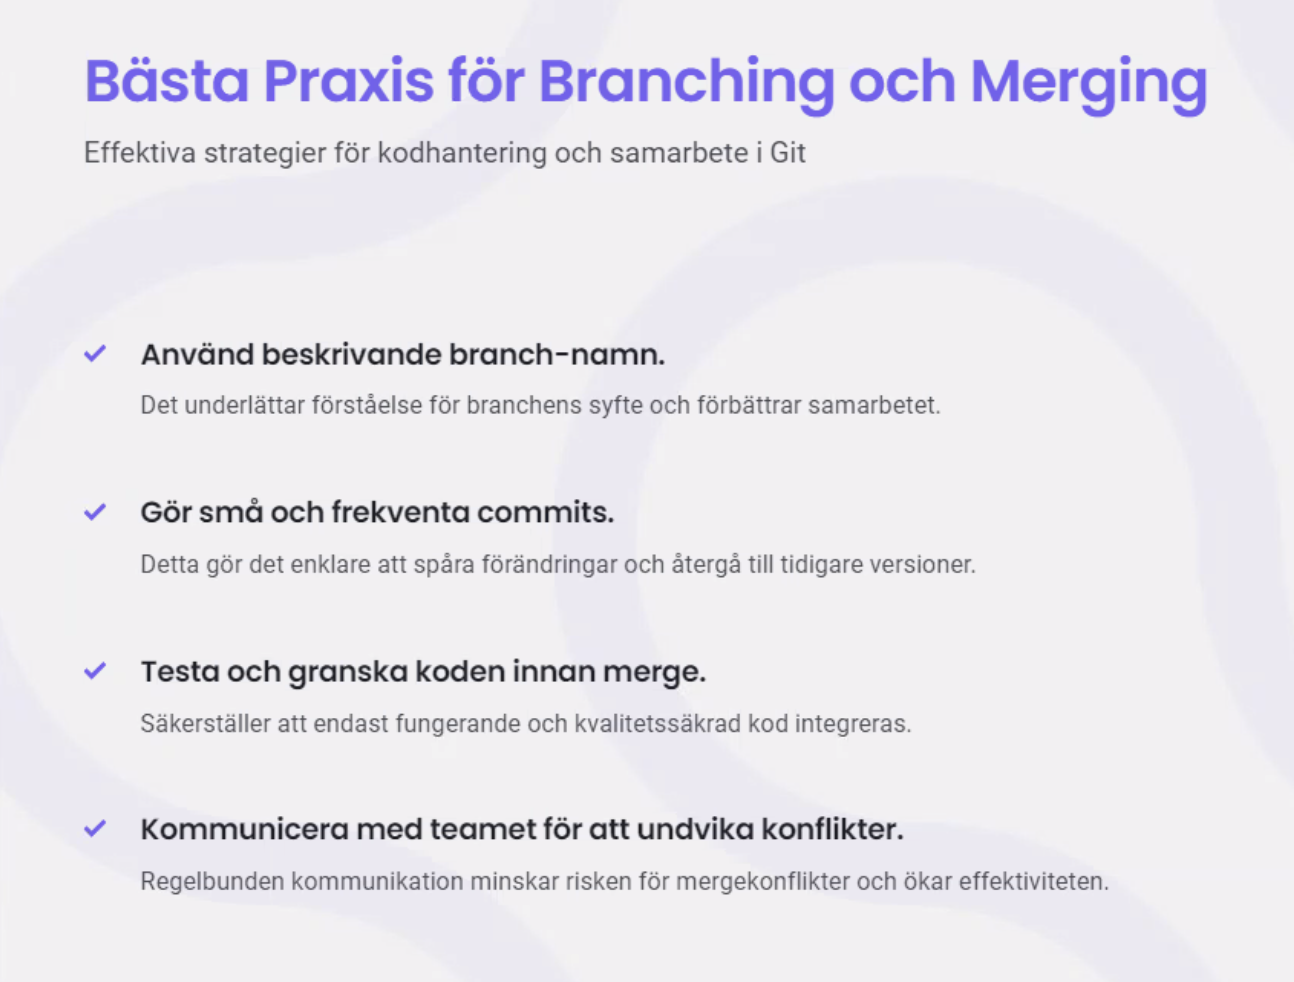 Bästa Praxis för Branching och Merging
Effektiva strategier för kodhantering och samarbete i Git
Använd beskrivande branch-namn.
Det underlättar förståelse för branchens syfte och förbättrar samarbetet.
Gör små och frekventa commits.
Detta gör det enklare att spåra förändringar och återgå till tidigare versioner.
Testa och granska koden innan merge.
Säkerställer att endast fungerande och kvalitetssäkrad kod integreras.
Kommunicera med teamet för att undvika konflikter.
Regelbunden kommunikation minskar risken för mergekonflikter och ökar effektiviteten.